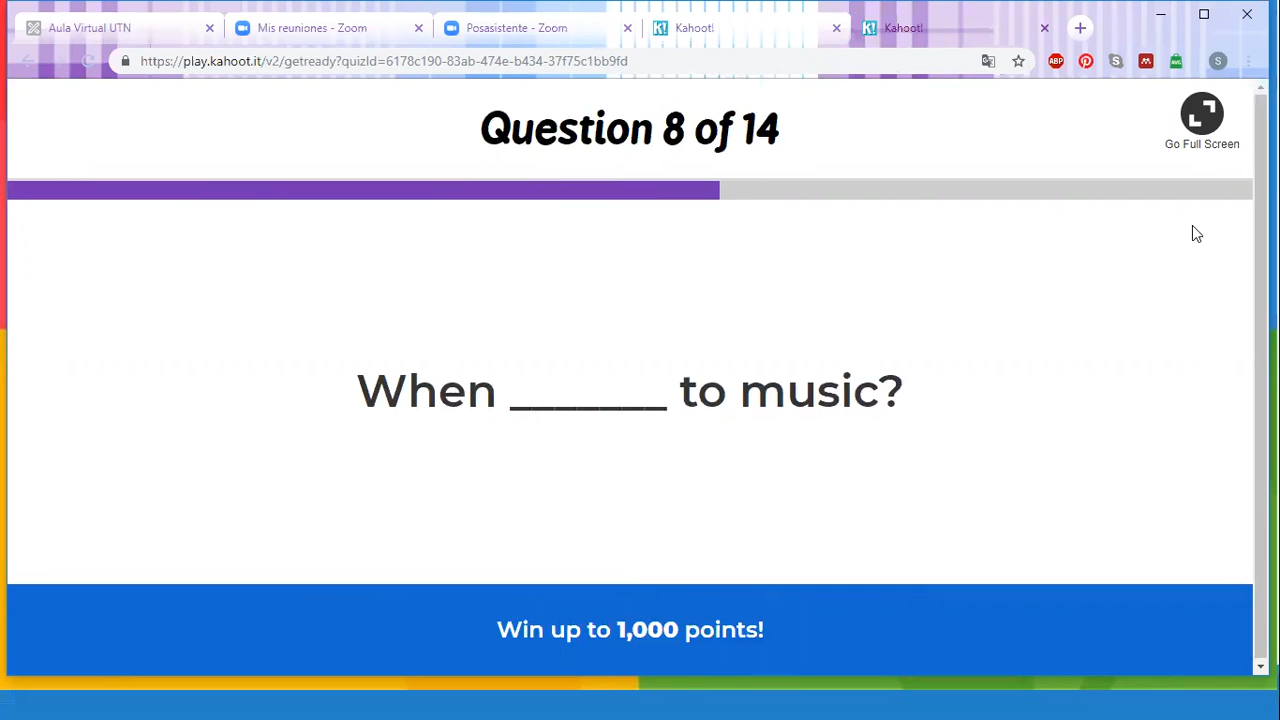 Aula Virtual UTN
Mis reuniones - Zoom
Posasistente - Zoom
Kahoot!
Kahoot!
https://play.kahoot.it/v2/getready?quizId=6178c190-83ab-474e-b434-37f75c1bb9fd
ABP
AVG
S
Question 8 of 14
Go Full Screen
When _______ to music?
Win up to 1,000 points!